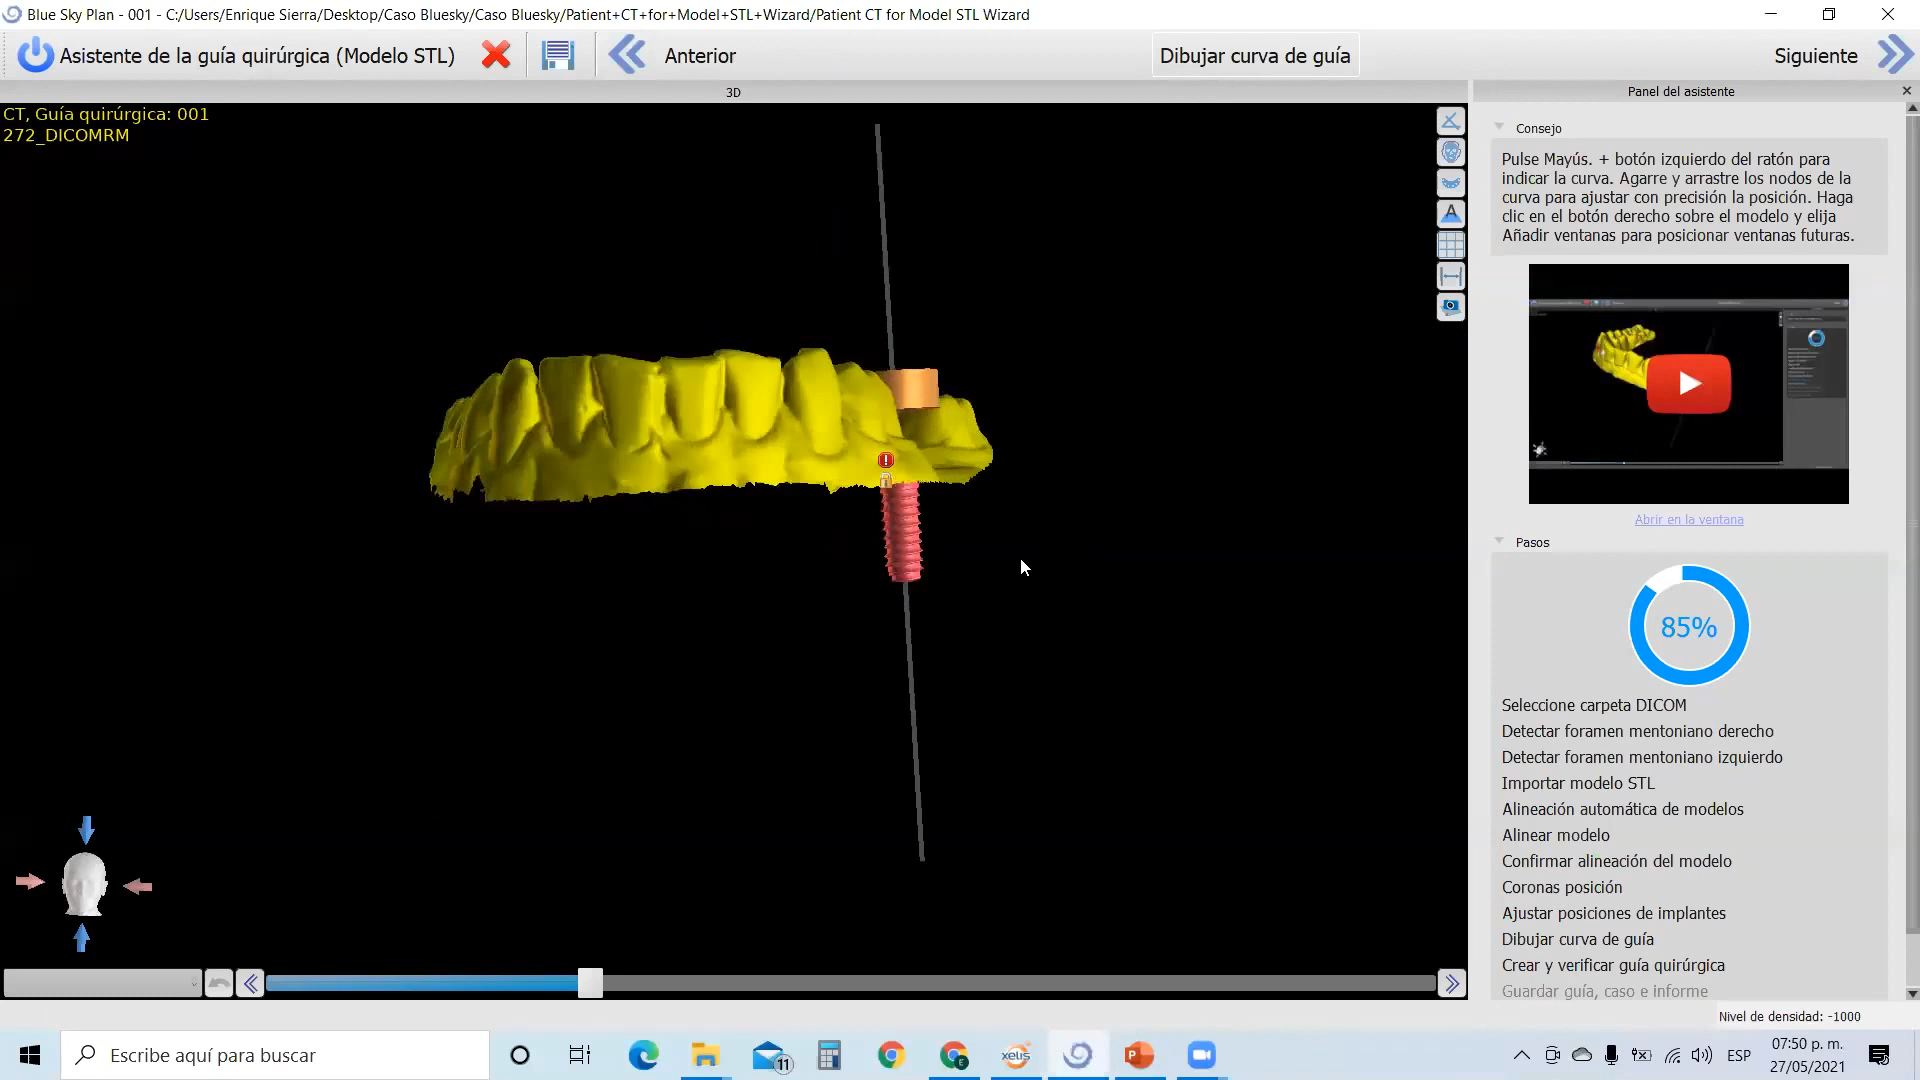 Blue Sky Plan - 001 - C:/Users/Enrique Sierra/Desktop/Caso Bluesky/Caso Bluesky/Patient+CT+for+Model+STL+Wizard/Patient CT for Model STL Wizard
Asistente de la guía quirúrgica (Modelo STL)
Anterior
Dibujar curva de guía
Siguiente
3D
Panel del asistente
CT, Guía quirúrgica: 001
272_DICOMRM
Consejo
Pulse Mayús. + botón izquierdo del ratón para
indicar la curva. Agarre y arrastre los nodos de la
curva para ajustar con precisión la posición. Haga
clic en el botón derecho sobre el modelo y elija
Añadir ventanas para posicionar ventanas futuras.
Abrir en la ventana
Pasos
85%
Seleccione carpeta DICOM
Detectar foramen mentoniano derecho
Detectar foramen mentoniano izquierdo
Importar modelo STL
Alineación automática de modelos
Alinear modelo
Confirmar alineación del modelo
Coronas posición
Ajustar posiciones de implantes
Dibujar curva de guía
Crear y verificar guía quirúrgica
Guardar guía, caso e informe
Nivel de densidad: -1000
Escribe aquí para buscar
11
xelis
ESP
07:50 p. m.
27/05/2021